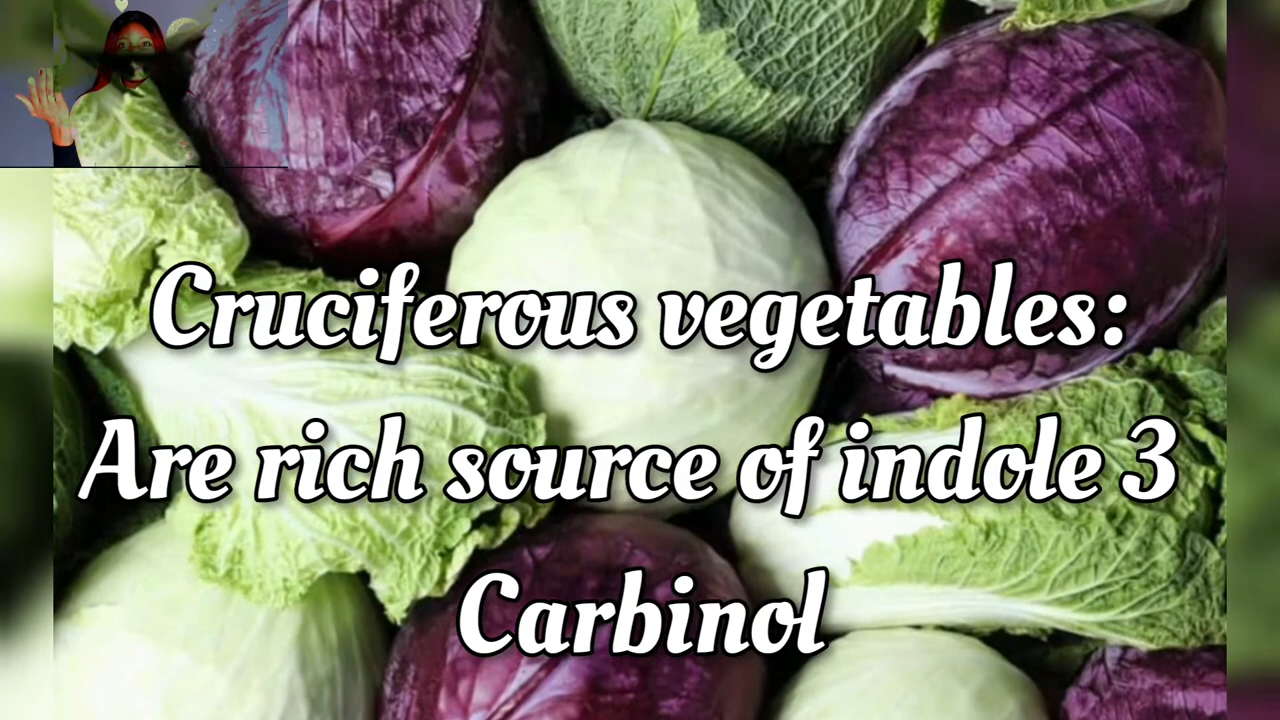 Cruciferous vegetables:
Are rich source of indole 3
Carbinol